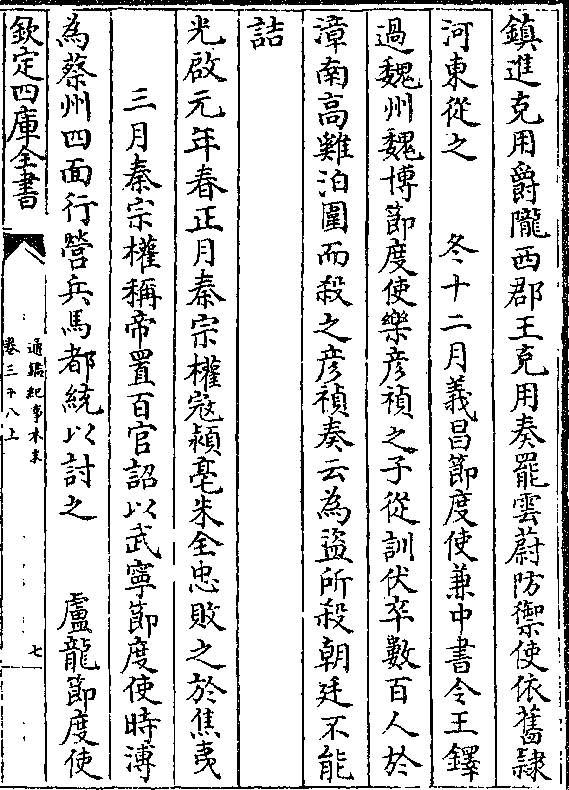 鎮進克用爵隴西郡王克用奏罷雲蔚防禦使依舊隸
河東從之　冬十二月義昌節度使兼中書令王鐸
過魏州魏博節度使樂彦禎之子從訓伏卒數百人於
漳南高雞泊圍而殺之彦禎奏云為盜所殺朝廷不能
詰
光啟元年春正月秦宗權寇潁亳朱全忠敗之於焦夷
三月秦宗權稱帝置百官詔以武寧節度使時溥
為蔡州四面行營兵馬都統以討之　盧龍節度使
欽定四庫全書
通鑑紀事本末
卷三十八上
七